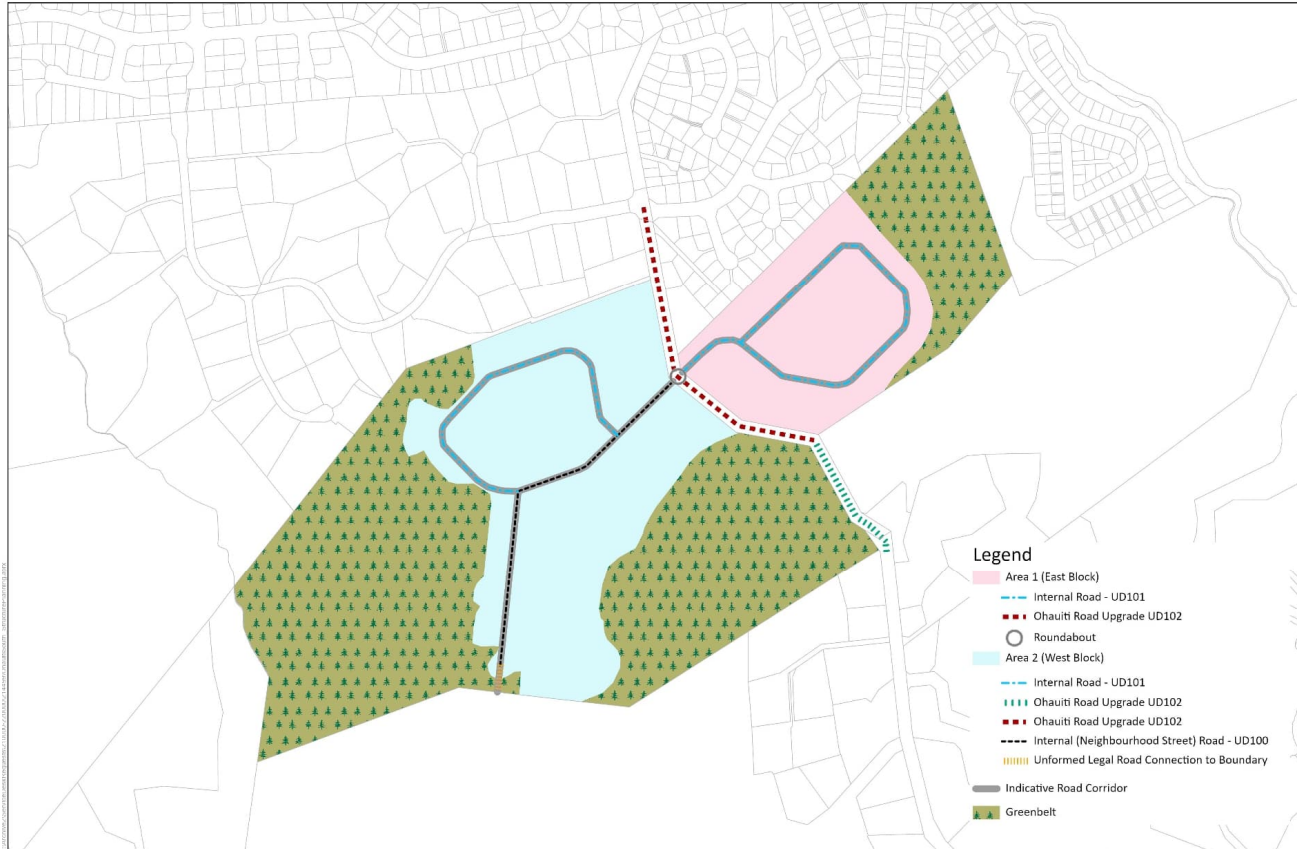 Legend
Area 1 (East Block)
Internal Road - UD101
Ohauiti Road Upgrade UD102
Roundabout
Area 2 (West Block)
Internal Road - UD101
Ohauiti Road Upgrade UD102
Ohauiti Road Upgrade UD102
Internal (Neighbourhood Street) Road - UD100
Unformed Legal Road Connection to Boundary
Indicative Road Corridor
Greenbelt